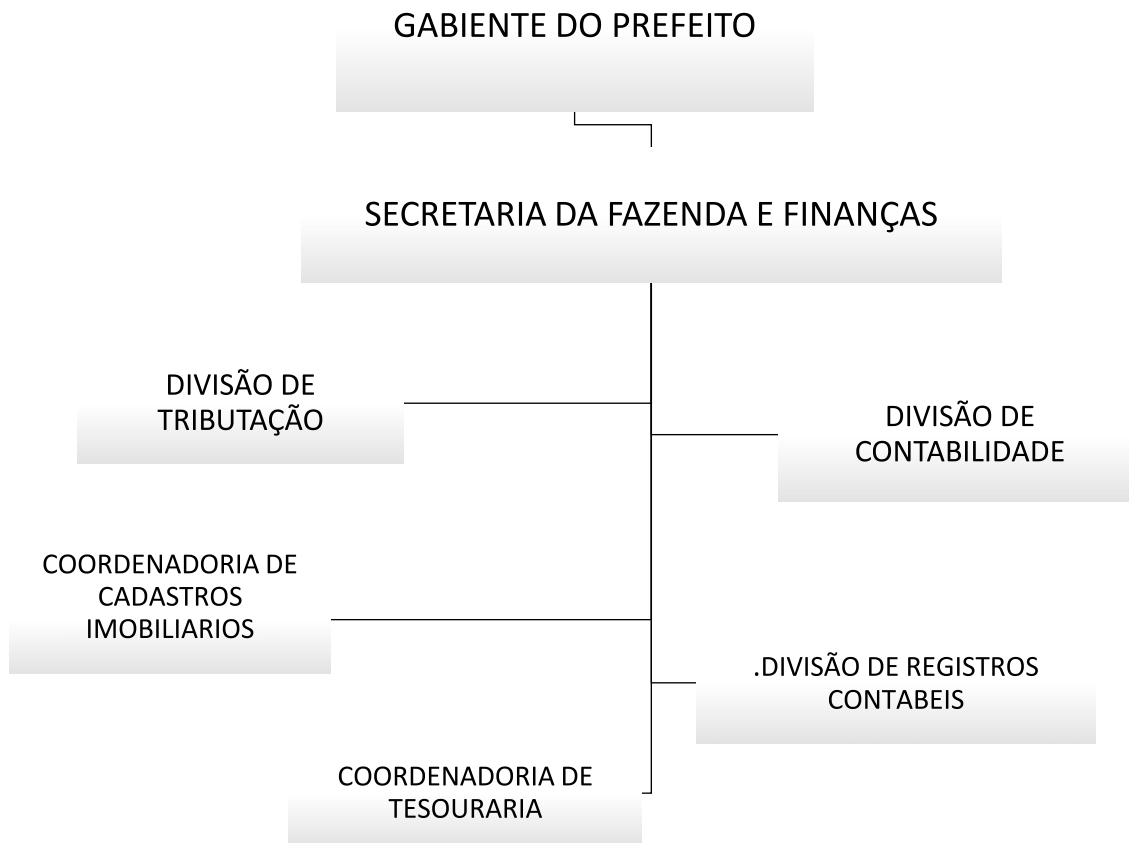 GABIENTE DO PREFEITO
SECRETARIA DA FAZENDA E FINANÇAS
DIVISÃO DE
TRIBUTAÇÃO
DIVISÃO DE
CONTABILIDADE
COORDENADORIA DE
CADASTROS
IMOBILIARIOS
.DIVISÃO DE REGISTROS
CONTABEIS
COORDENADORIA DE
TESOURARIA